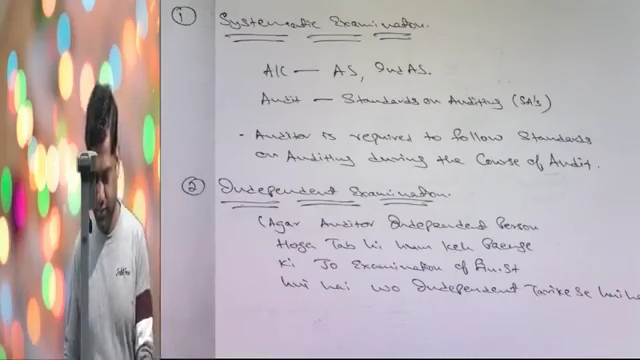 ① Systematic Examination.
A/C — AS, Ind AS.
Audit — Standards on Auditing (SA's)
• Auditor is required to follow Standards
on Auditing during the Course of Audit.
② Independent Examination.
(Agar Auditor Independent Person
Hoga Tab hi hum keh Paenge
Ki Jo Examination of Fin. St
hui hai wo Independent Tarike se hui